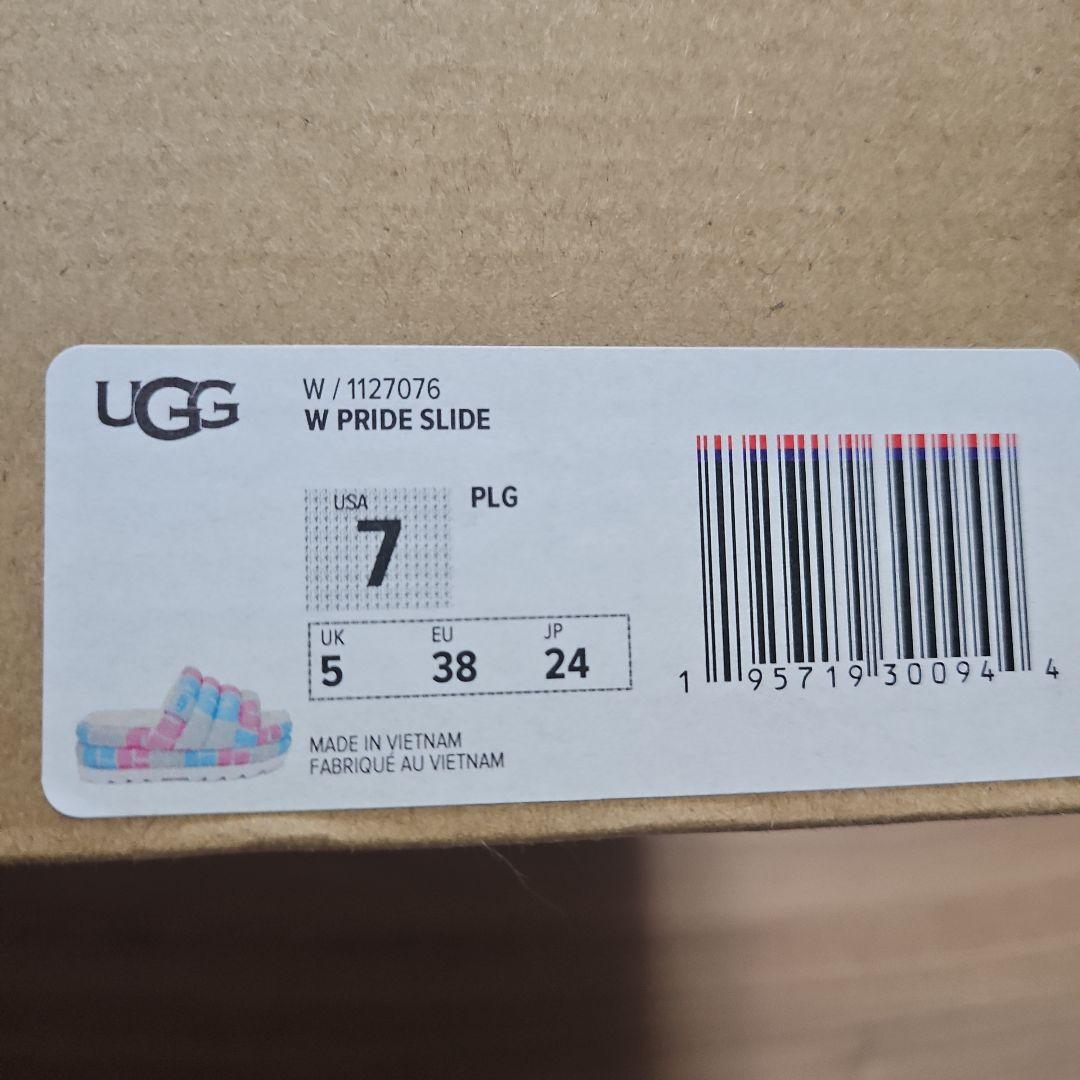 UGG
W / 1127076
W PRIDE SLIDE
USA
7
PLG
UK EU JP
5 38 24
MADE IN VIETNAM
FABRIQUÉ AU VIETNAM
1 95719 30094 4